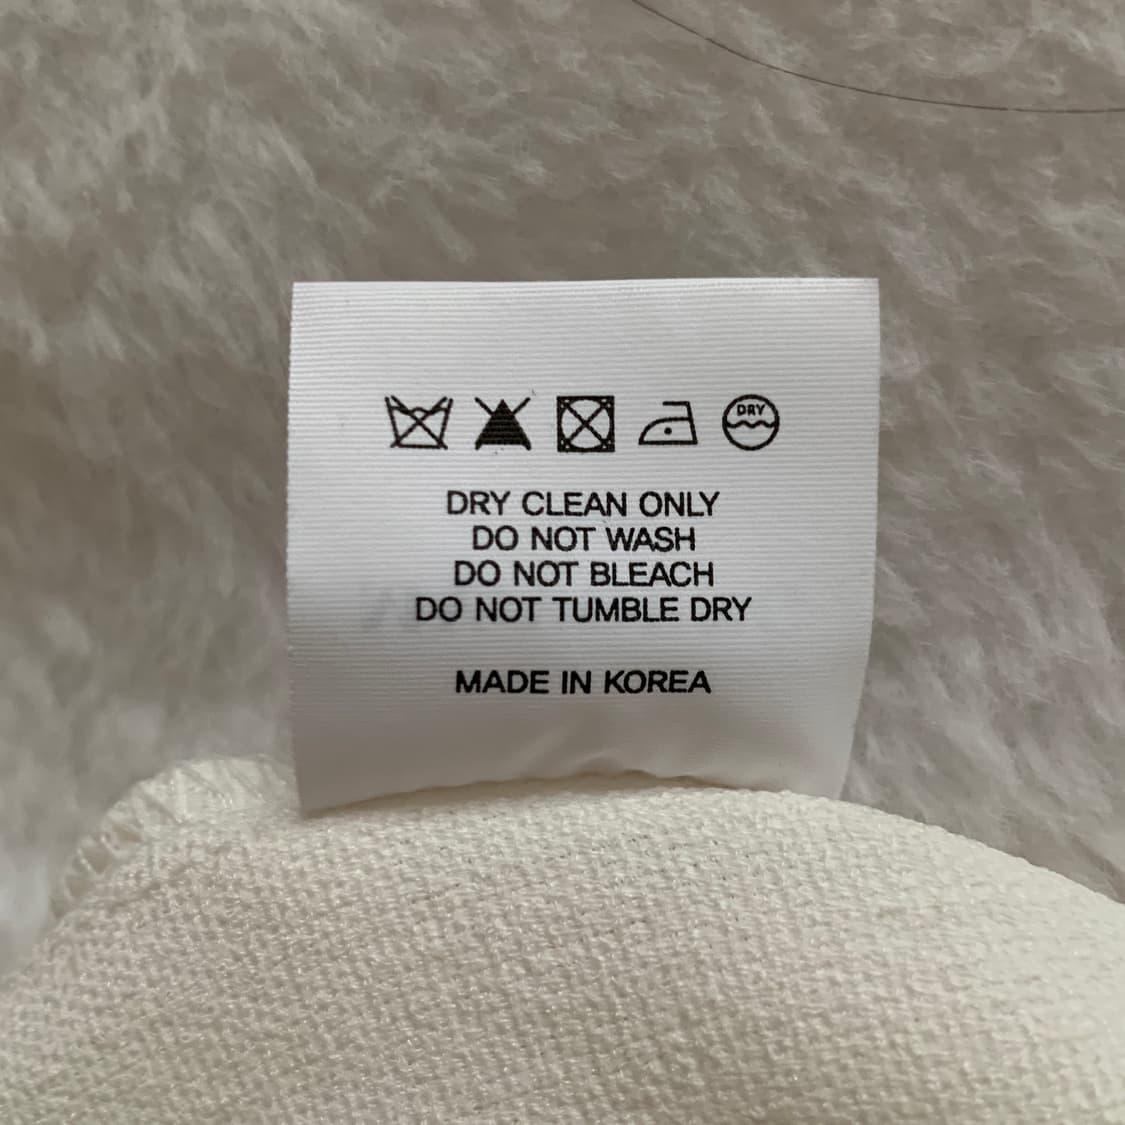 DRY
DRY CLEAN ONLY
DO NOT WASH
DO NOT BLEACH
DO NOT TUMBLE DRY
MADE IN KOREA